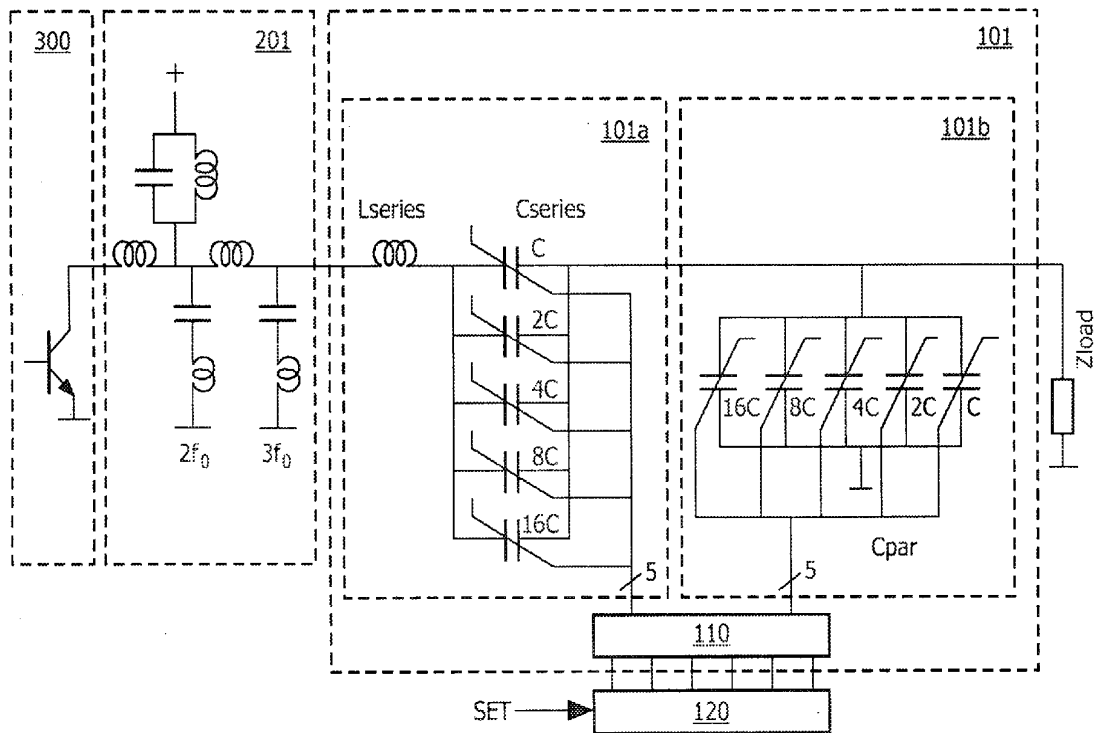 300
201
101
101a
101b
+
Lseries
Cseries
C
2C
4C
8C
16C
16C
8C
4C
2C
C
Zload
2f₀
3f₀
Cpar
5
5
110
SET
120